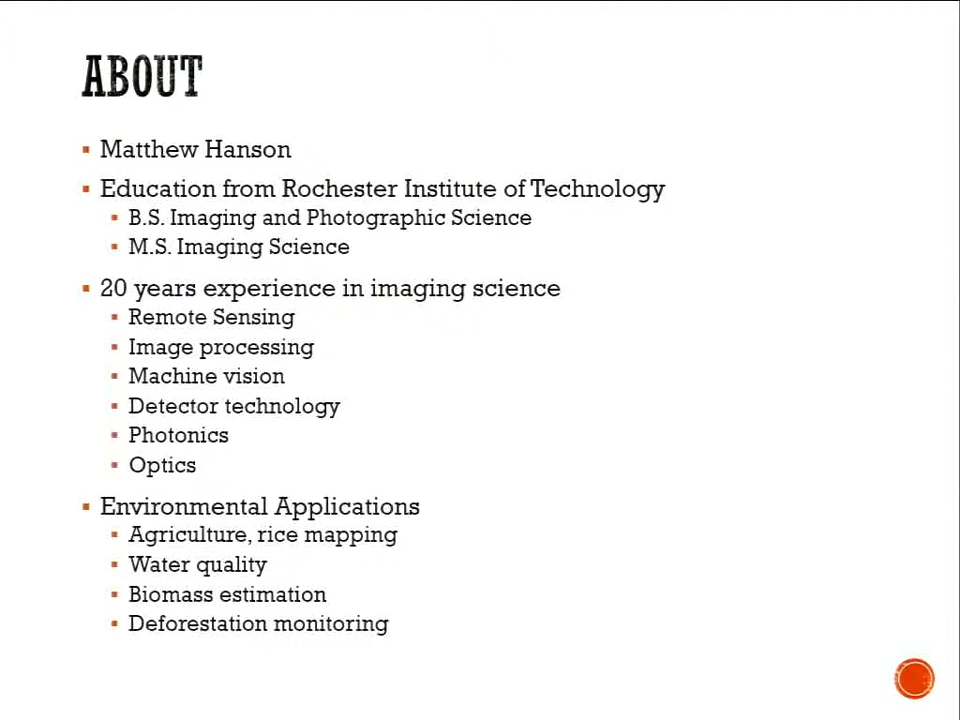 ABOUT
Matthew Hanson
Education from Rochester Institute of Technology
B.S. Imaging and Photographic Science
M.S. Imaging Science
20 years experience in imaging science
Remote Sensing
Image processing
Machine vision
Detector technology
Photonics
Optics
Environmental Applications
Agriculture, rice mapping
Water quality
Biomass estimation
Deforestation monitoring